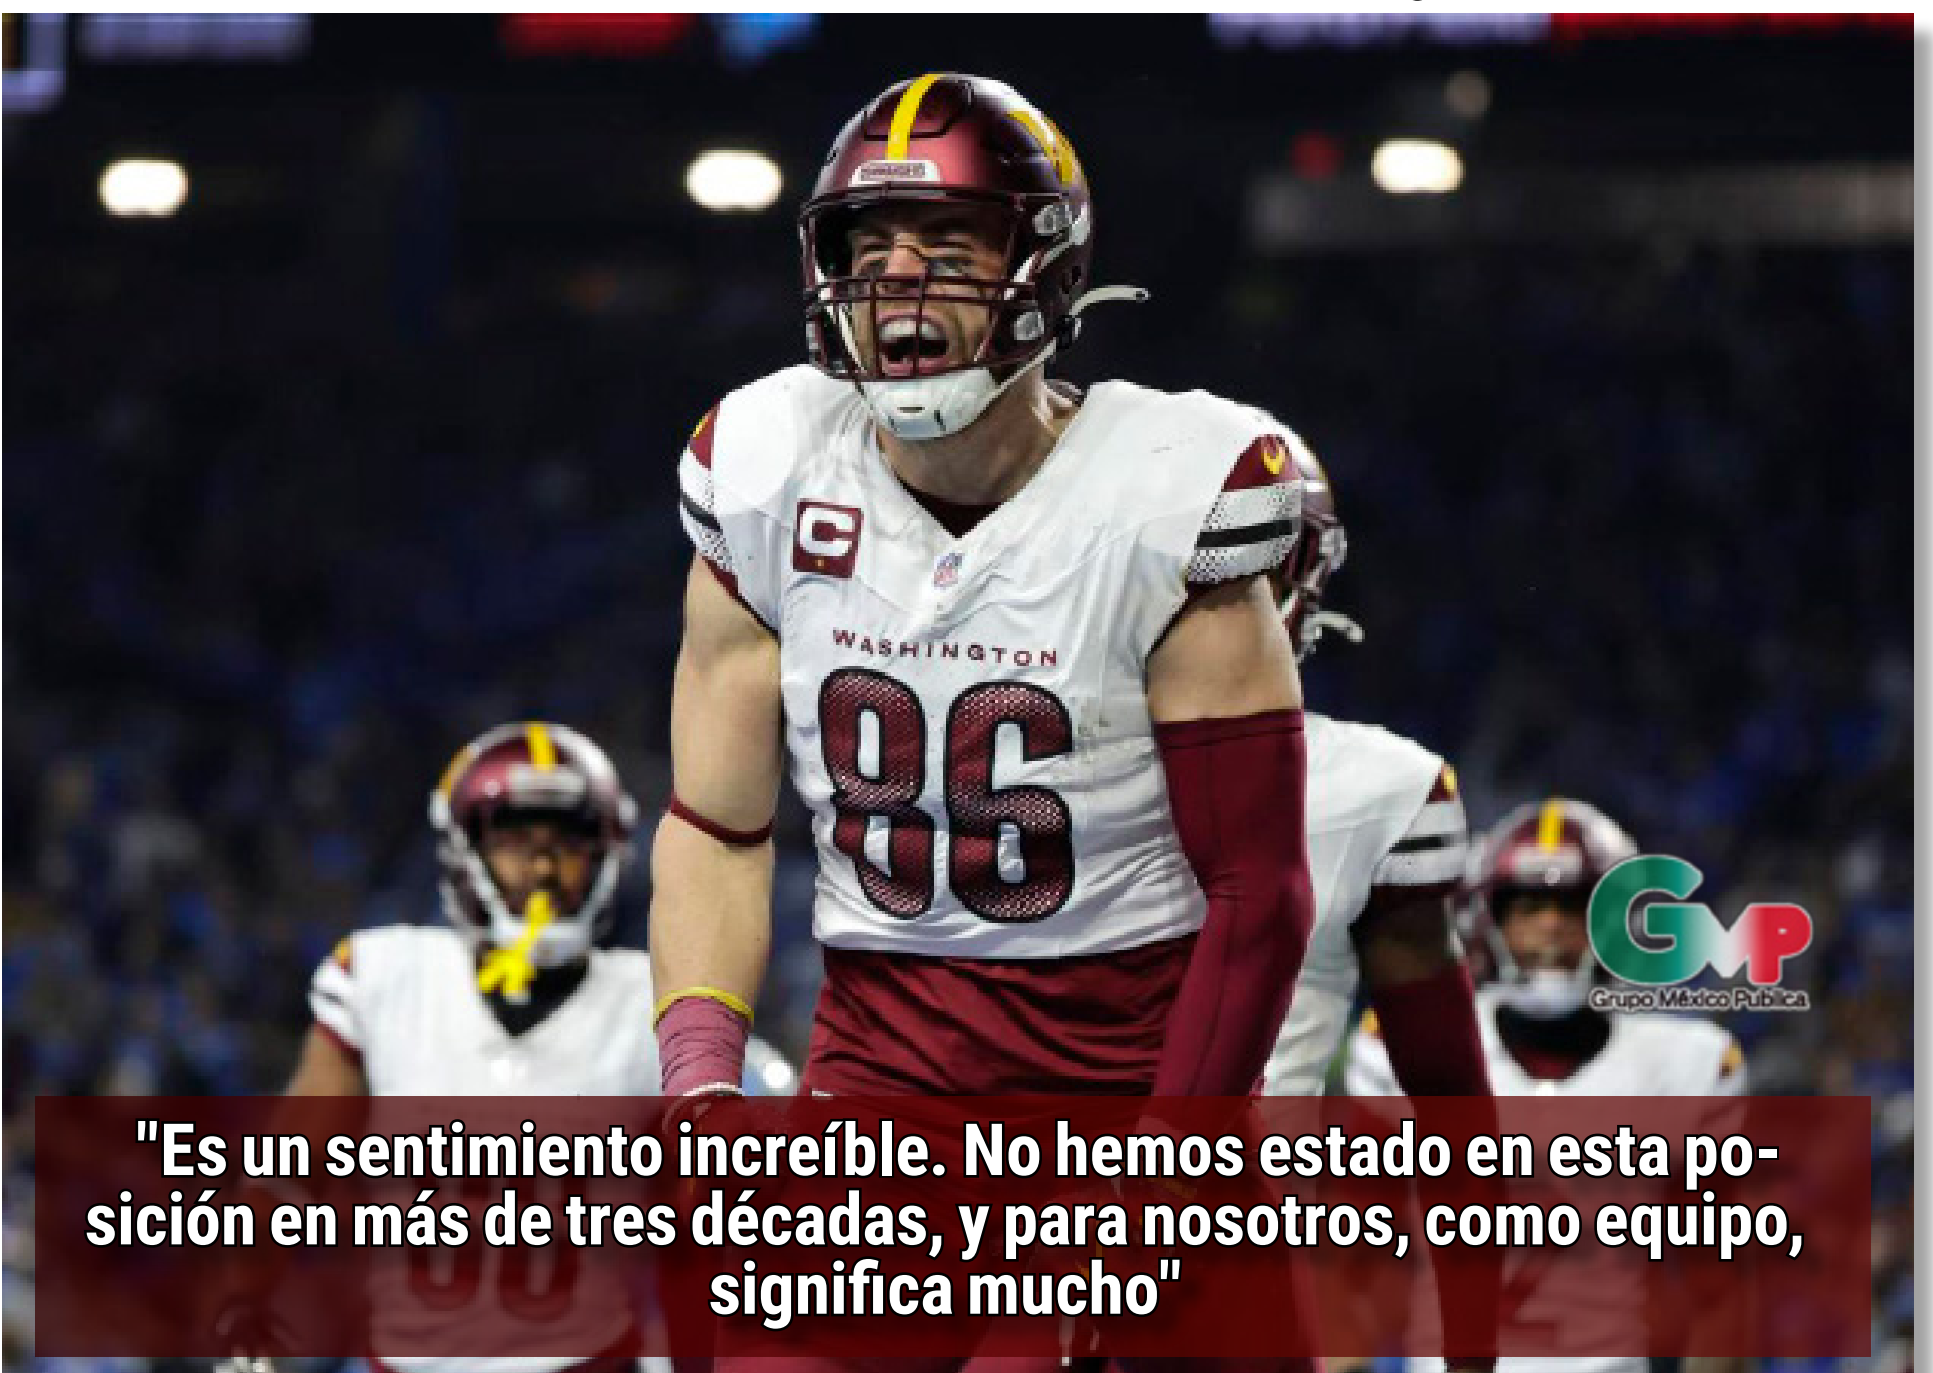 COMMANDERS
C
WASHINGTON
86
GMP
Grupo México Publica
"Es un sentimiento increíble. No hemos estado en esta po-
sición en más de tres décadas, y para nosotros, como equipo,
significa mucho"